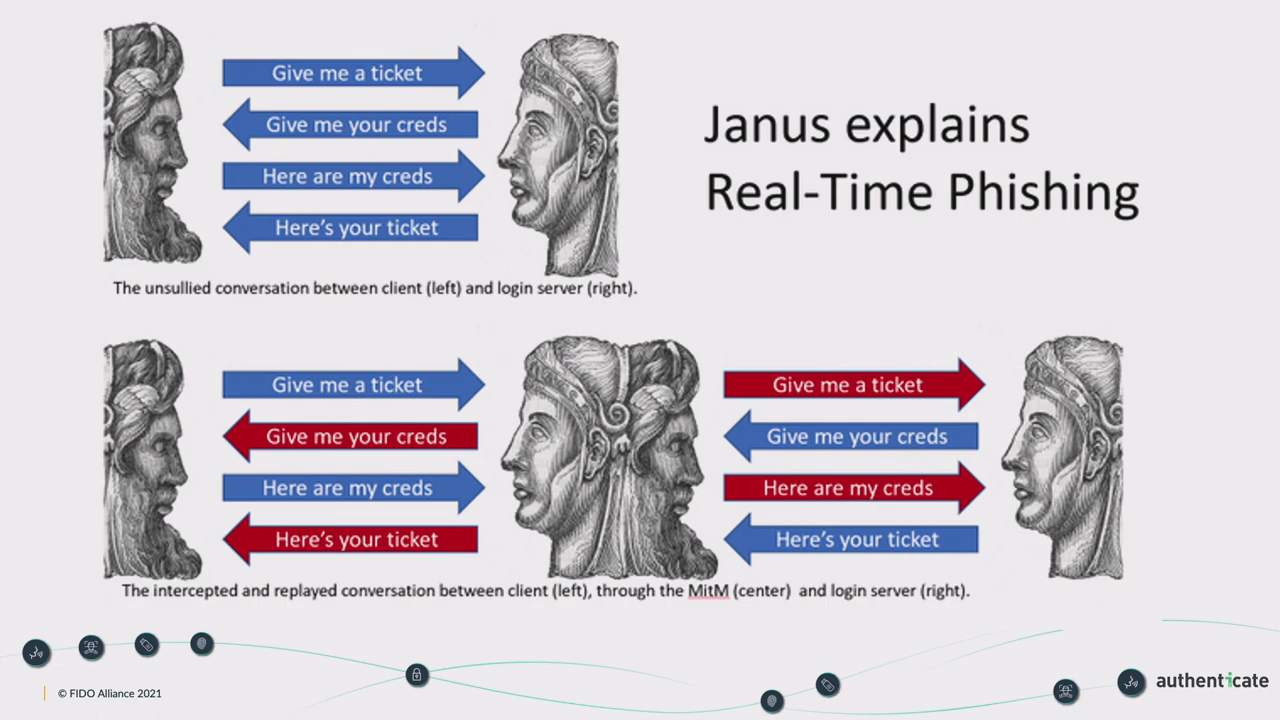 Give me a ticket
Give me your creds
Here are my creds
Here's your ticket
The unsullied conversation between client (left) and login server (right).
Janus explains
Real-Time Phishing
Give me a ticket
Give me your creds
Here are my creds
Here's your ticket
Give me a ticket
Give me your creds
Here are my creds
Here's your ticket
The intercepted and replayed conversation between client (left), through the MitM (center) and login server (right).
© FIDO Alliance 2021
authenticate